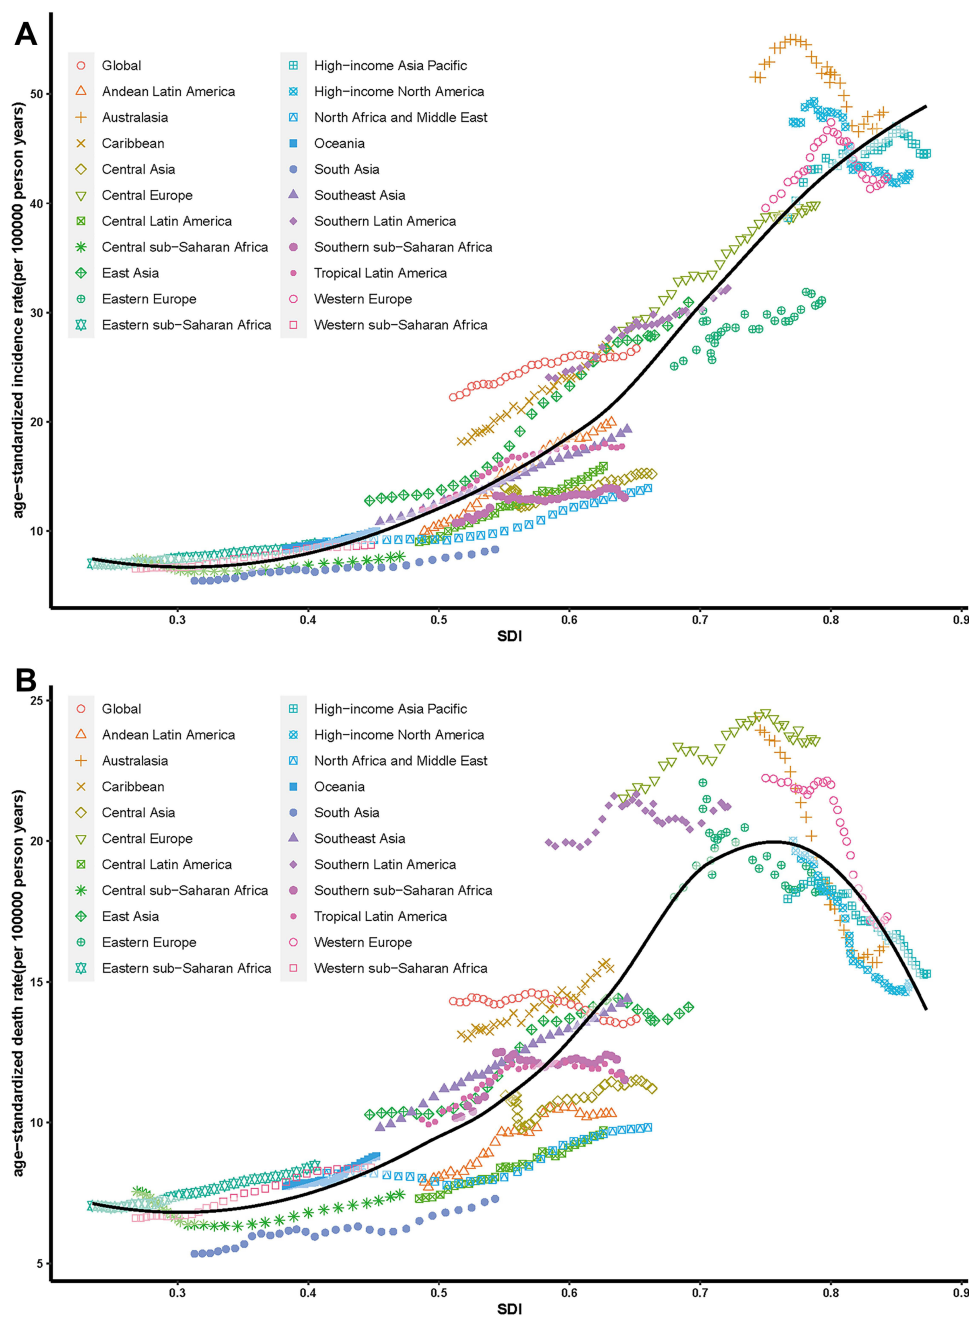 A
age−standardized incidence rate(per 100000 person years)
Global
Andean Latin America
Australasia
Caribbean
Central Asia
Central Europe
Central Latin America
Central sub−Saharan Africa
East Asia
Eastern Europe
Eastern sub−Saharan Africa
High−income Asia Pacific
High−income North America
North Africa and Middle East
Oceania
South Asia
Southeast Asia
Southern Latin America
Southern sub−Saharan Africa
Tropical Latin America
Western Europe
Western sub−Saharan Africa
50
40
30
20
10
0.3 0.4 0.5 0.6 0.7 0.8 0.9
SDI
B
age−standardized death rate(per 100000 person years)
Global
Andean Latin America
Australasia
Caribbean
Central Asia
Central Europe
Central Latin America
Central sub−Saharan Africa
East Asia
Eastern Europe
Eastern sub−Saharan Africa
High−income Asia Pacific
High−income North America
North Africa and Middle East
Oceania
South Asia
Southeast Asia
Southern Latin America
Southern sub−Saharan Africa
Tropical Latin America
Western Europe
Western sub−Saharan Africa
25
20
15
10
5
0.3 0.4 0.5 0.6 0.7 0.8 0.9
SDI